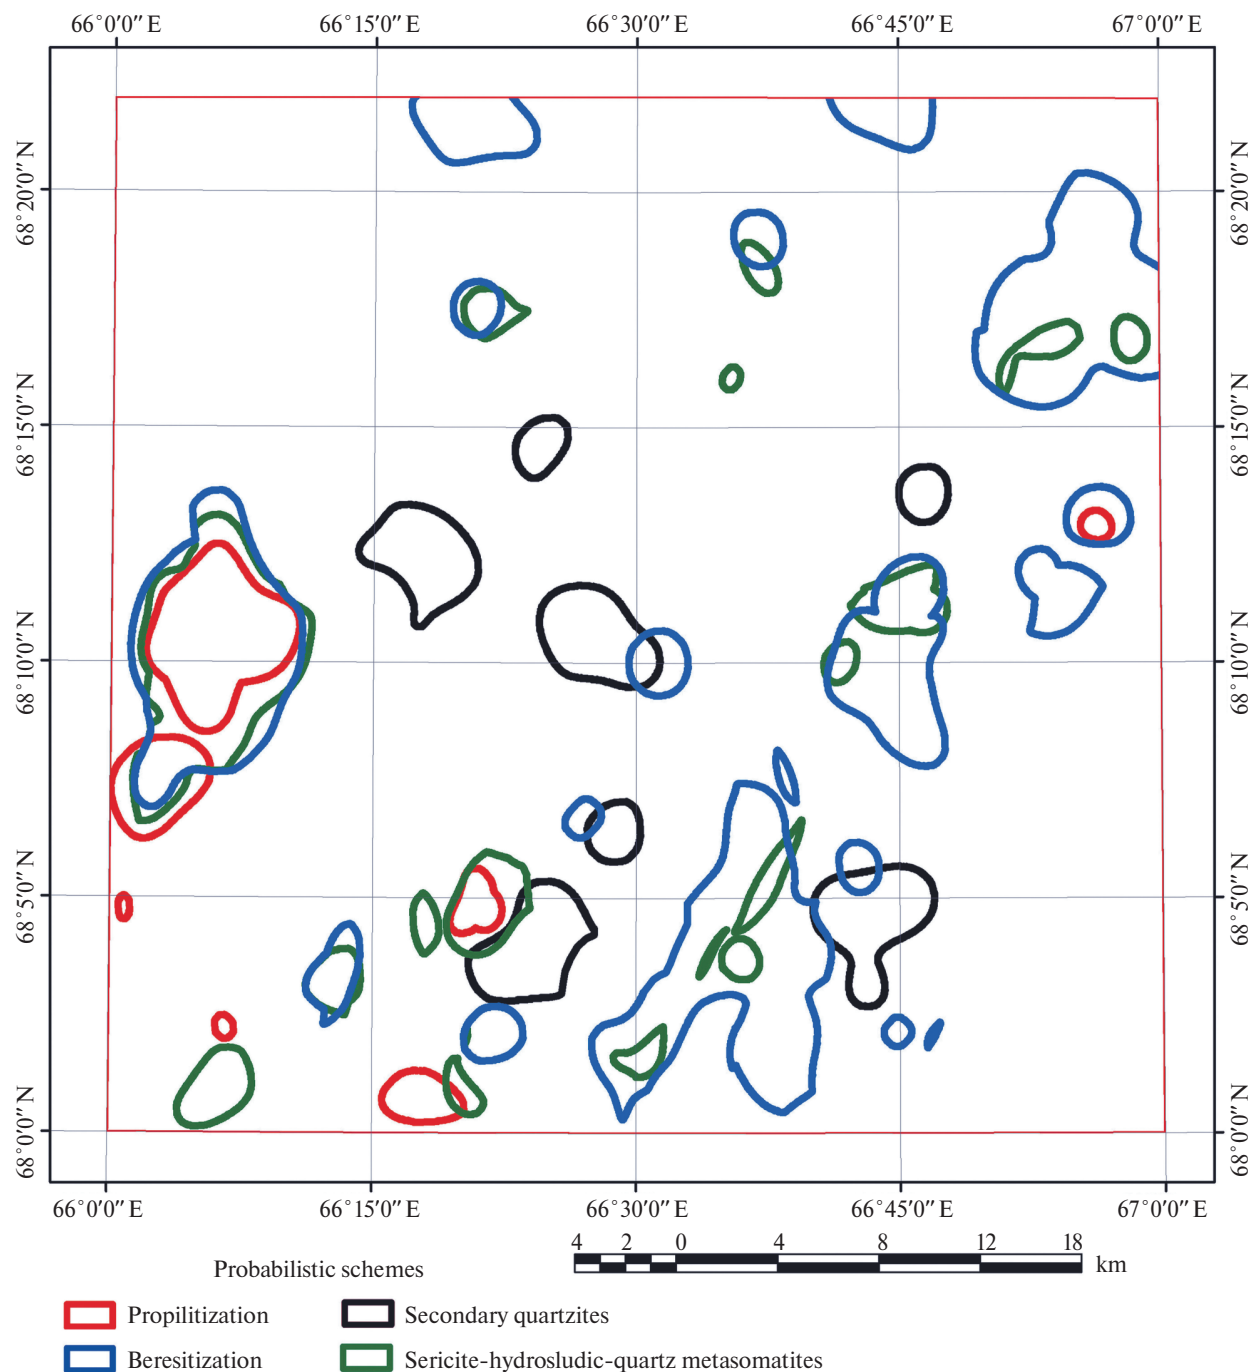 66°0′0″ E 66°15′0″ E 66°30′0″ E 66°45′0″ E 67°0′0″ E
68°20′0″ N 68°20′0″ N
68°15′0″ N 68°15′0″ N
68°10′0″ N 68°10′0″ N
68°5′0″ N 68°5′0″ N
68°0′0″ N 68°0′0″ N
66°0′0″ E 66°15′0″ E 66°30′0″ E 66°45′0″ E 67°0′0″ E
4 2 0 4 8 12 18
km
Probabilistic schemes
Propilitization Secondary quartzites
Beresitization Sericite-hydrosludic-quartz metasomatites